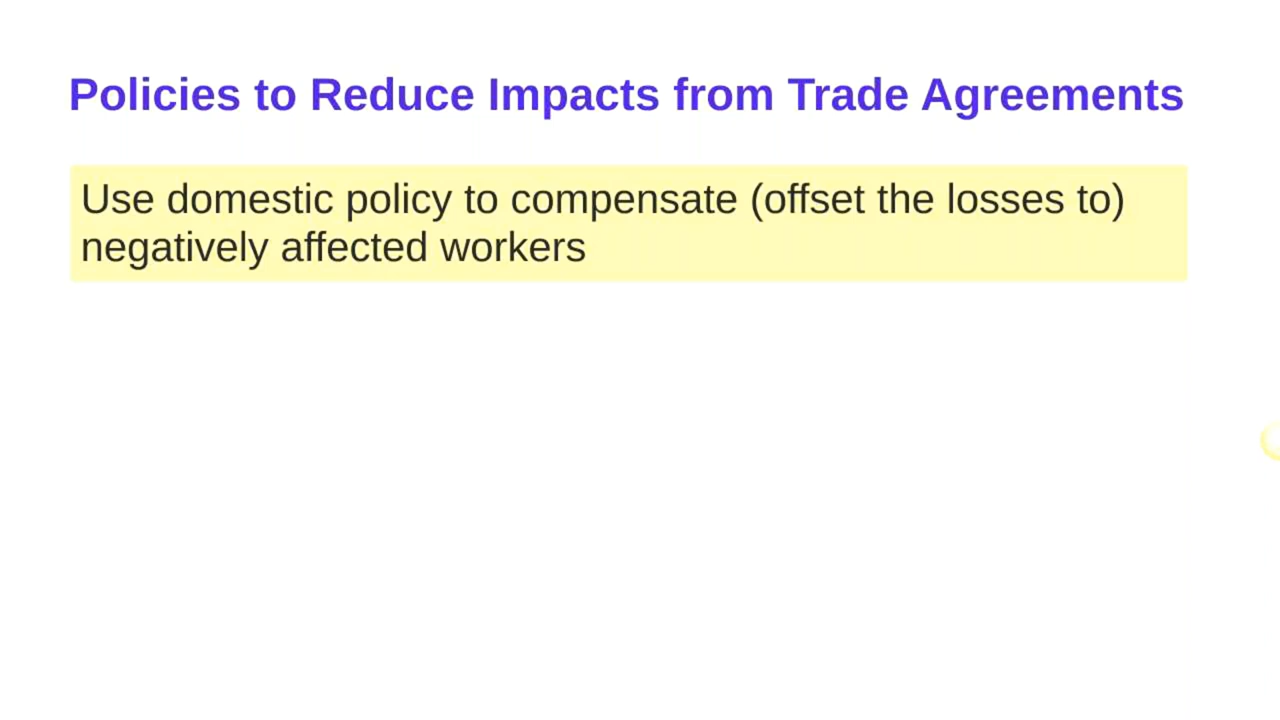 Policies to Reduce Impacts from Trade Agreements
Use domestic policy to compensate (offset the losses to)
negatively affected workers